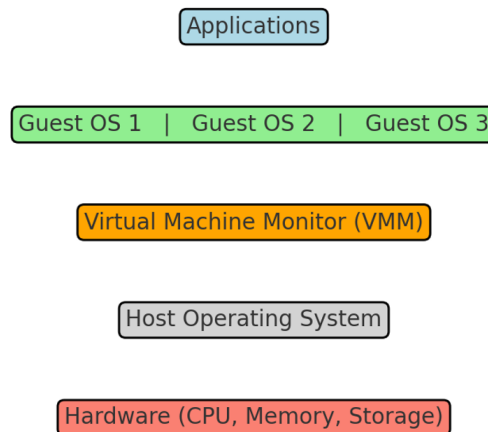 Applications
Guest OS 1 | Guest OS 2 | Guest OS 3
Virtual Machine Monitor (VMM)
Host Operating System
Hardware (CPU, Memory, Storage)